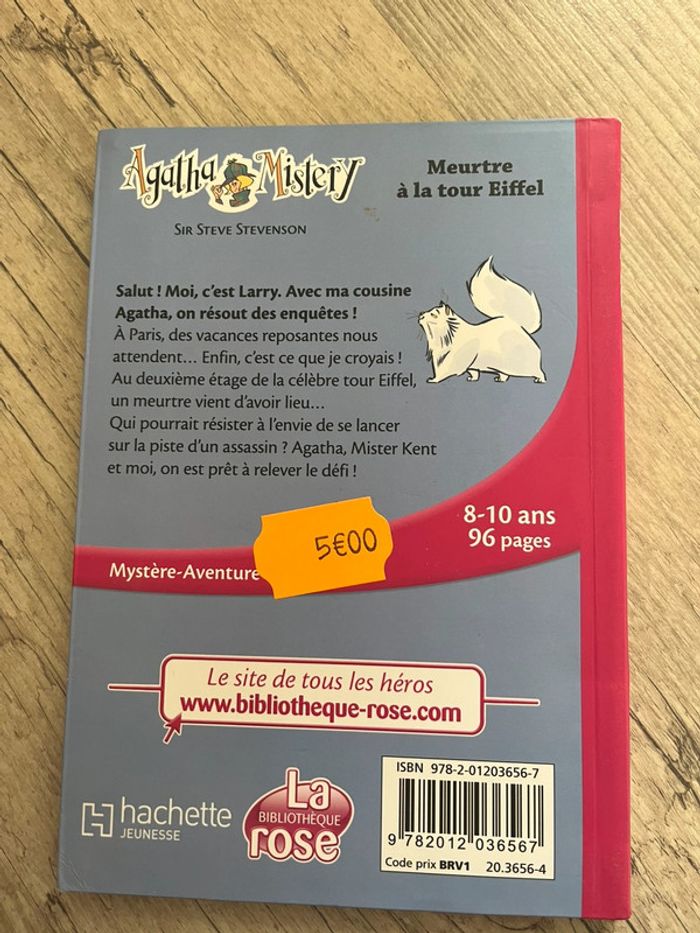 Agatha Mistery
Meurtre
à la tour Eiffel
SIR STEVE STEVENSON
Salut ! Moi, c'est Larry. Avec ma cousine
Agatha, on résout des enquêtes !
À Paris, des vacances reposantes nous
attendent… Enfin, c'est ce que je croyais !
Au deuxième étage de la célèbre tour Eiffel,
un meurtre vient d'avoir lieu…
Qui pourrait résister à l'envie de se lancer
sur la piste d'un assassin ? Agatha, Mister Kent
et moi, on est prêt à relever le défi !
8-10 ans
96 pages
5€00
Mystère-Aventure
Le site de tous les héros
www.bibliotheque-rose.com
ISBN 978-2-01203656-7
hachette
JEUNESSE
La
BIBLIOTHÈQUE
rose
9 782012 036567
Code prix BRV1 20.3656-4